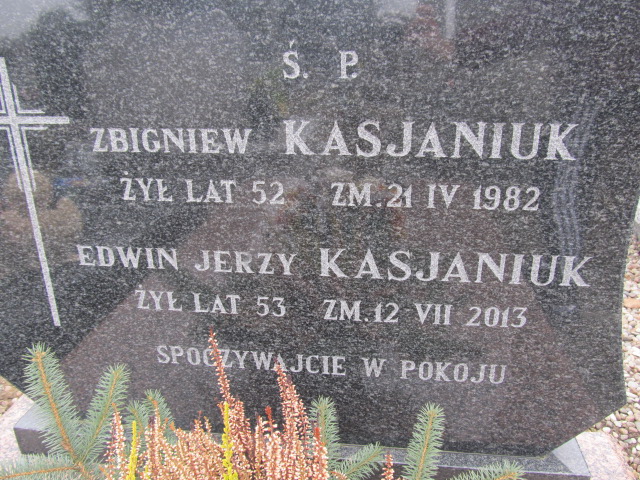 Ś. P.
ZBIGNIEW KASJANIUK
ŻYŁ LAT 52 ZM. 21 IV 1982
EDWIN JERZY KASJANIUK
ŻYŁ LAT 53 ZM. 12 VII 2013
SPOCZYWAJCIE W POKOJU